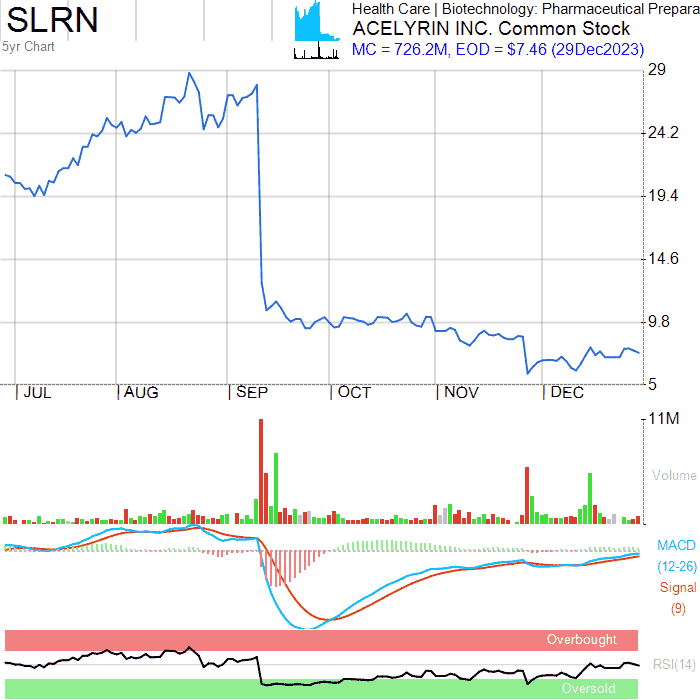 SLRN
5yr Chart
Health Care | Biotechnology: Pharmaceutical Prepara
ACELYRIN INC. Common Stock
MC = 726.2M, EOD = $7.46 (29Dec2023)
29
24.2
19.4
14.6
9.8
5
JUL AUG SEP OCT NOV DEC
11M
Volume
MACD
(12-26)
Signal
(9)
Overbought
RSI(14)
Oversold